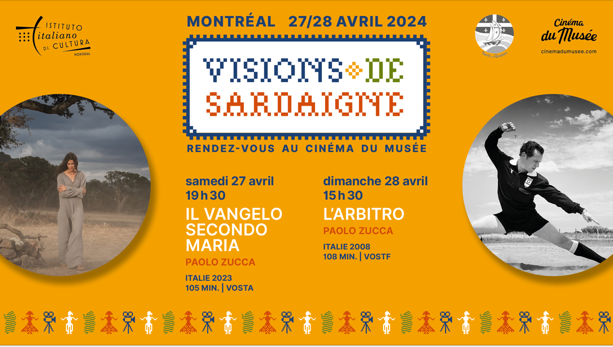 ISTITUTO
italiano
DI CULTURA
MONTRÉAL
MONTRÉAL 27/28 AVRIL 2024
Cinéma
du Musée
cinemadumusee.com
VISIONS DE
SARDAIGNE
RENDEZ-VOUS AU CINÉMA DU MUSÉE
samedi 27 avril
19 h 30
IL VANGELO
SECONDO
MARIA
PAOLO ZUCCA
ITALIE 2023
105 MIN. | VOSTA
dimanche 28 avril
15 h 30
L'ARBITRO
PAOLO ZUCCA
ITALIE 2008
108 MIN. | VOSTF